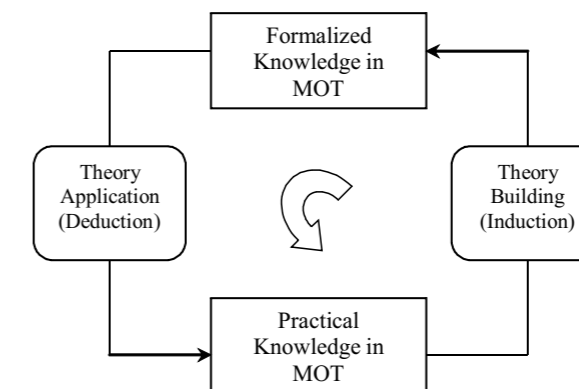 Formalized
Knowledge in
MOT
Theory
Application
(Deduction)
Theory
Building
(Induction)
Practical
Knowledge in
MOT